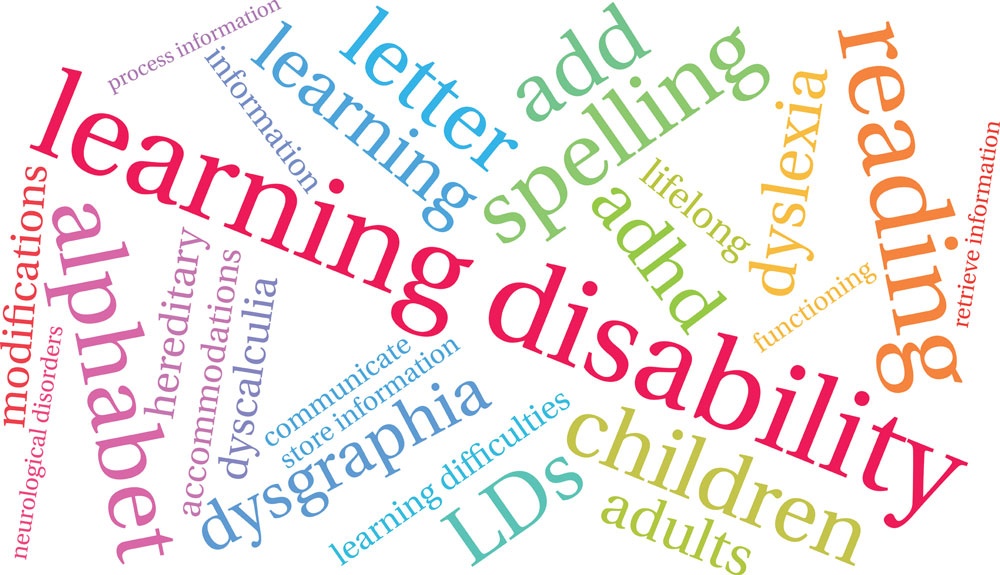 process information
information
learning
letter
add
spelling
reading
learning disability
lifelong
adhd
dyslexia
functioning
retrieve information
modifications
neurological disorders
alphabet
hereditary
accommodations
dyscalculia
communicate
store information
dysgraphia
learning difficulties
LDs
children
adults